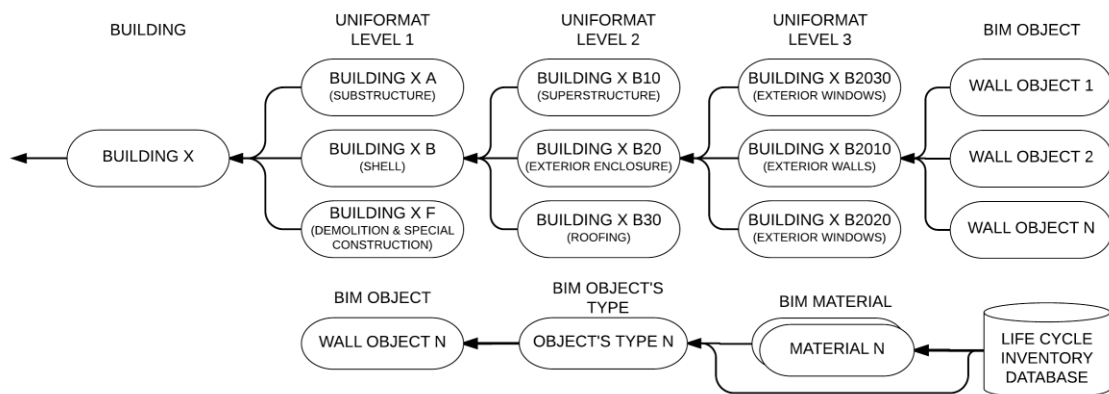 BUILDING
UNIFORMAT
LEVEL 1
UNIFORMAT
LEVEL 2
UNIFORMAT
LEVEL 3
BIM OBJECT
BUILDING X A
(SUBSTRUCTURE)
BUILDING X B10
(SUPERSTRUCTURE)
BUILDING X B2030
(EXTERIOR WINDOWS)
WALL OBJECT 1
BUILDING X
BUILDING X B
(SHELL)
BUILDING X B20
(EXTERIOR ENCLOSURE)
BUILDING X B2010
(EXTERIOR WALLS)
WALL OBJECT 2
BUILDING X F
(DEMOLITION & SPECIAL
CONSTRUCTION)
BUILDING X B30
(ROOFING)
BUILDING X B2020
(EXTERIOR WINDOWS)
WALL OBJECT N
BIM OBJECT
BIM OBJECT'S
TYPE
BIM MATERIAL
WALL OBJECT N
OBJECT'S TYPE N
MATERIAL N
LIFE CYCLE
INVENTORY
DATABASE